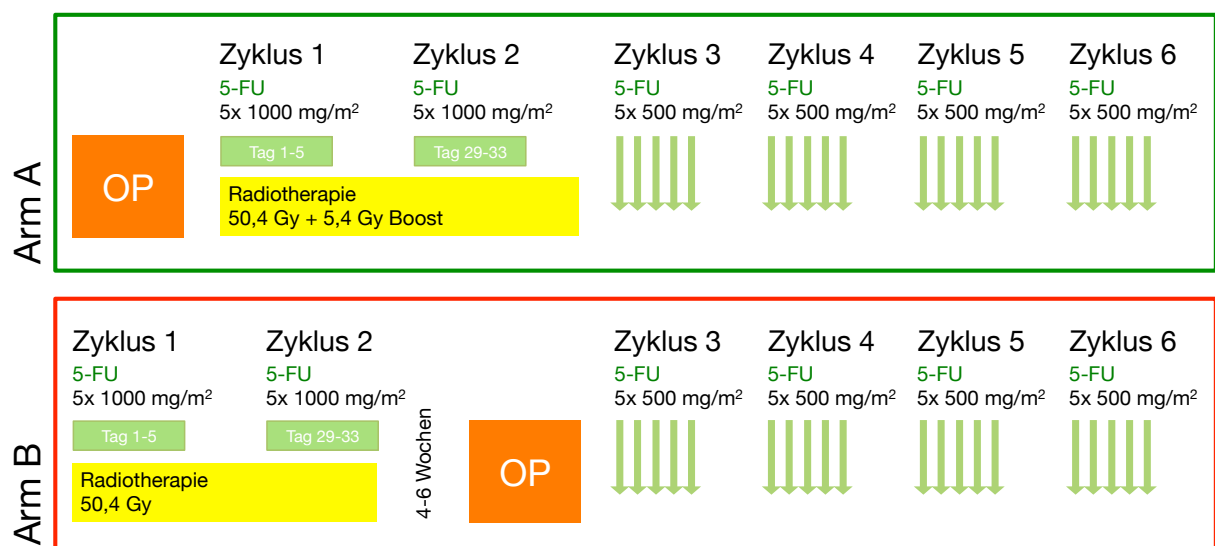 Arm A
Zyklus 1
5-FU
5x 1000 mg/m²
Tag 1-5
Zyklus 2
5-FU
5x 1000 mg/m²
Tag 29-33
Zyklus 3
5-FU
5x 500 mg/m²
Zyklus 4
5-FU
5x 500 mg/m²
Zyklus 5
5-FU
5x 500 mg/m²
Zyklus 6
5-FU
5x 500 mg/m²
OP
Radiotherapie
50,4 Gy + 5,4 Gy Boost
Arm B
Zyklus 1
5-FU
5x 1000 mg/m²
Tag 1-5
Zyklus 2
5-FU
5x 1000 mg/m²
Tag 29-33
Radiotherapie
50,4 Gy
4-6 Wochen
OP
Zyklus 3
5-FU
5x 500 mg/m²
Zyklus 4
5-FU
5x 500 mg/m²
Zyklus 5
5-FU
5x 500 mg/m²
Zyklus 6
5-FU
5x 500 mg/m²